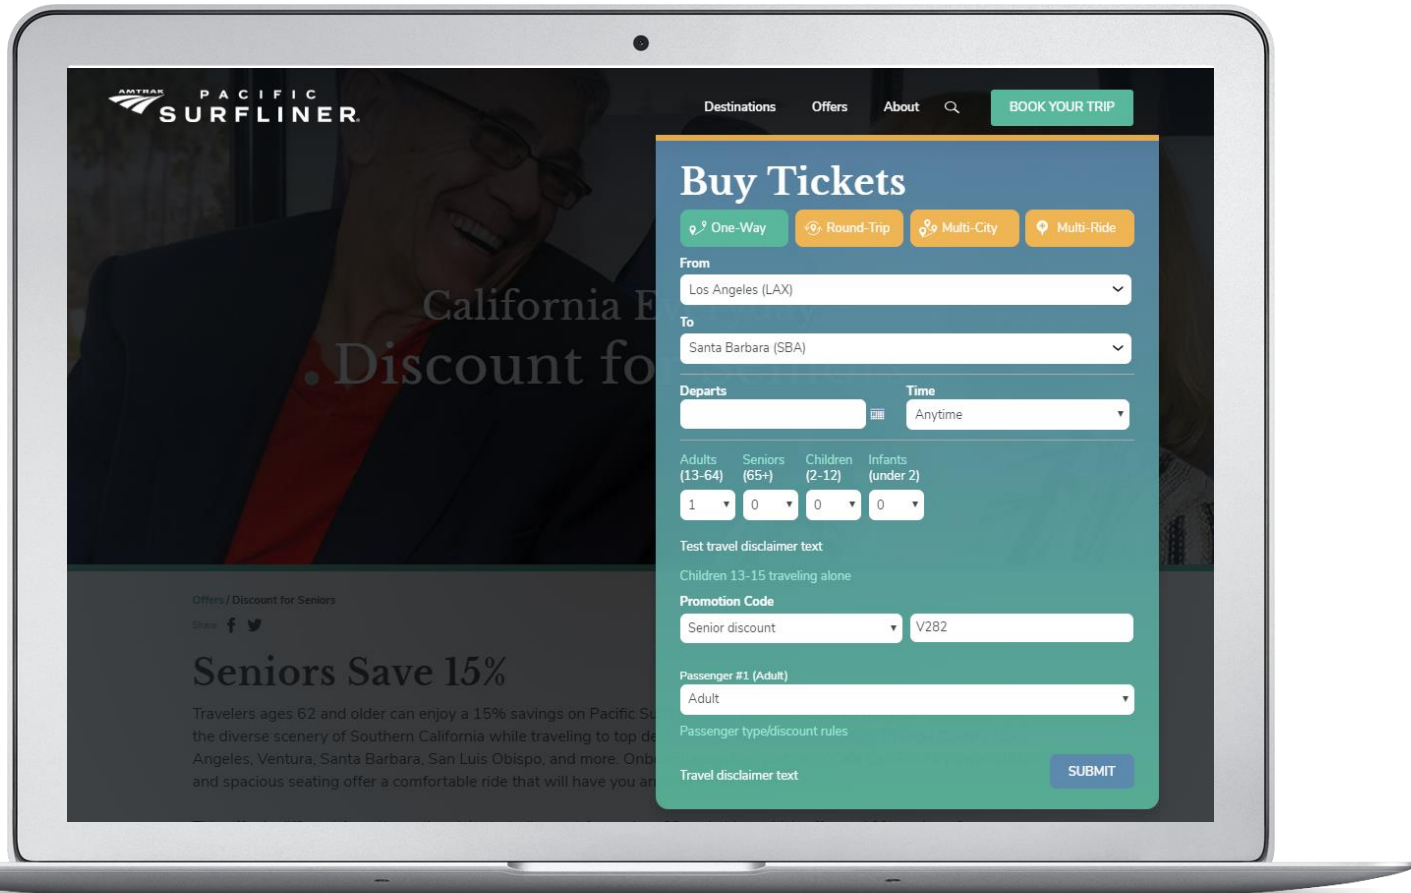 AMTRAK
PACIFIC
SURFLINER
Destinations Offers About BOOK YOUR TRIP
Buy Tickets
One-Way Round-Trip Multi-City Multi-Ride
From
Los Angeles (LAX)
To
Santa Barbara (SBA)
Departs Time
Anytime
Adults Seniors Children Infants
(13-64) (65+) (2-12) (under 2)
1 0 0 0
Test travel disclaimer text
Children 13-15 traveling alone
Promotion Code
Senior discount V282
Passenger #1 (Adult)
Adult
Passenger type/discount rules
Travel disclaimer text SUBMIT
California Everyday
Discount for Seniors
Offers / Discount for Seniors
Share
Seniors Save 15%
Travelers ages 62 and older can enjoy a 15% savings on Pacific
the diverse scenery of Southern California while traveling to top
Angeles, Ventura, Santa Barbara, San Luis Obispo, and more.
and spacious seating offer a comfortable ride that will have you